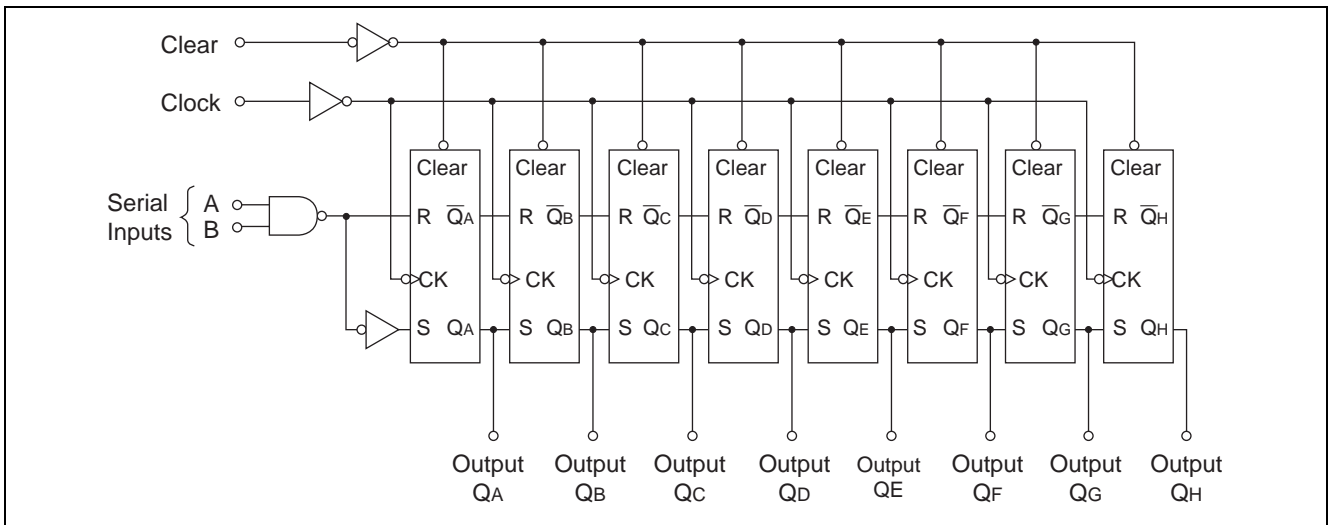 Clear
Clock
Clear Clear Clear Clear Clear Clear Clear Clear
Serial Inputs
A
B
R Q̅A R Q̅B R Q̅C R Q̅D R Q̅E R Q̅F R Q̅G R Q̅H
CK CK CK CK CK CK CK CK
S QA S QB S QC S QD S QE S QF S QG S QH
Output Output Output Output Output Output Output Output
QA QB QC QD QE QF QG QH